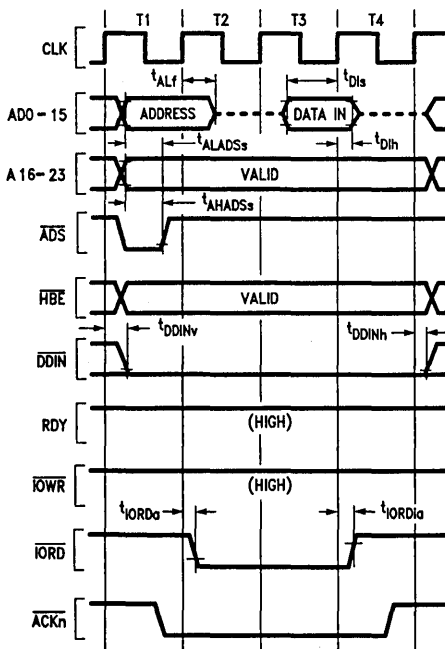 T1 T2 T3 T4
CLK
tALf tDIs
AD0-15 ADDRESS DATA IN
tALADSs tDIh
A16-23 VALID
tAHADSs
ADS
HBE VALID
tDDINv tDDINh
DDIN
RDY (HIGH)
IOWR (HIGH)
tIORDa tIORDia
IORD
ACKn